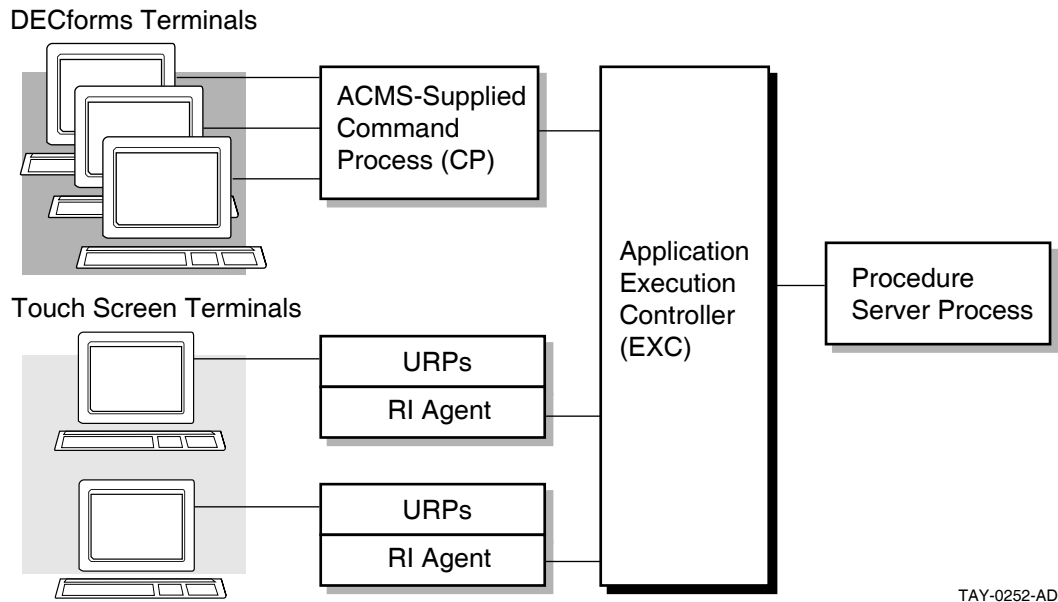 DECforms Terminals
ACMS-Supplied
Command
Process (CP)
Application
Execution
Controller
(EXC)
Procedure
Server Process
Touch Screen Terminals
URPs
RI Agent
URPs
RI Agent
TAY-0252-AD